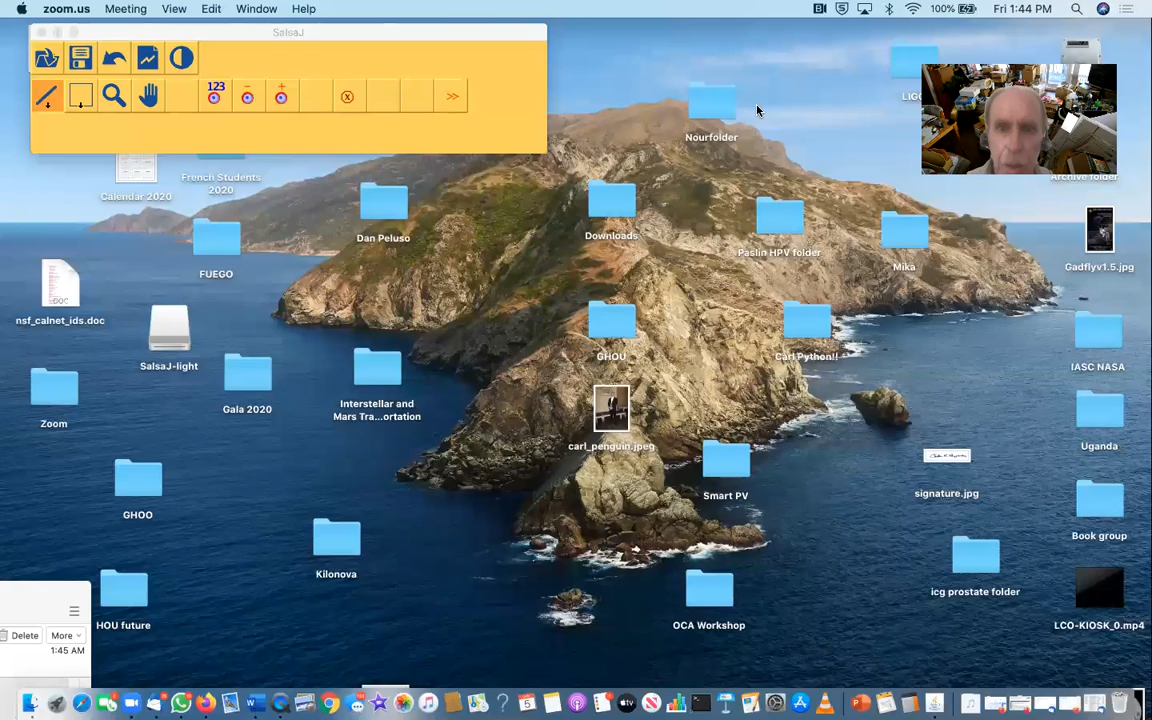 zoom.us Meeting View Edit Window Help
100% Fri 1:44 PM
SalsaJ
123
>>
Nourfolder
Archive folder
Calendar 2020
French Students
2020
Dan Peluso
Downloads
Paslin HPV folder
Mika
Gadflyv1.5.jpg
FUEGO
nsf_calnet_ids.doc
DOC
SalsaJ-light
GHOU
Carl Python!!
IASC NASA
Zoom
Gala 2020
Interstellar and
Mars Tra...ortation
carl_penguin.jpeg
Uganda
Smart PV
signature.jpg
GHOO
Book group
Kilonova
icg prostate folder
HOU future
OCA Workshop
LCO-KIOSK_0.mp4
Delete More
1:45 AM